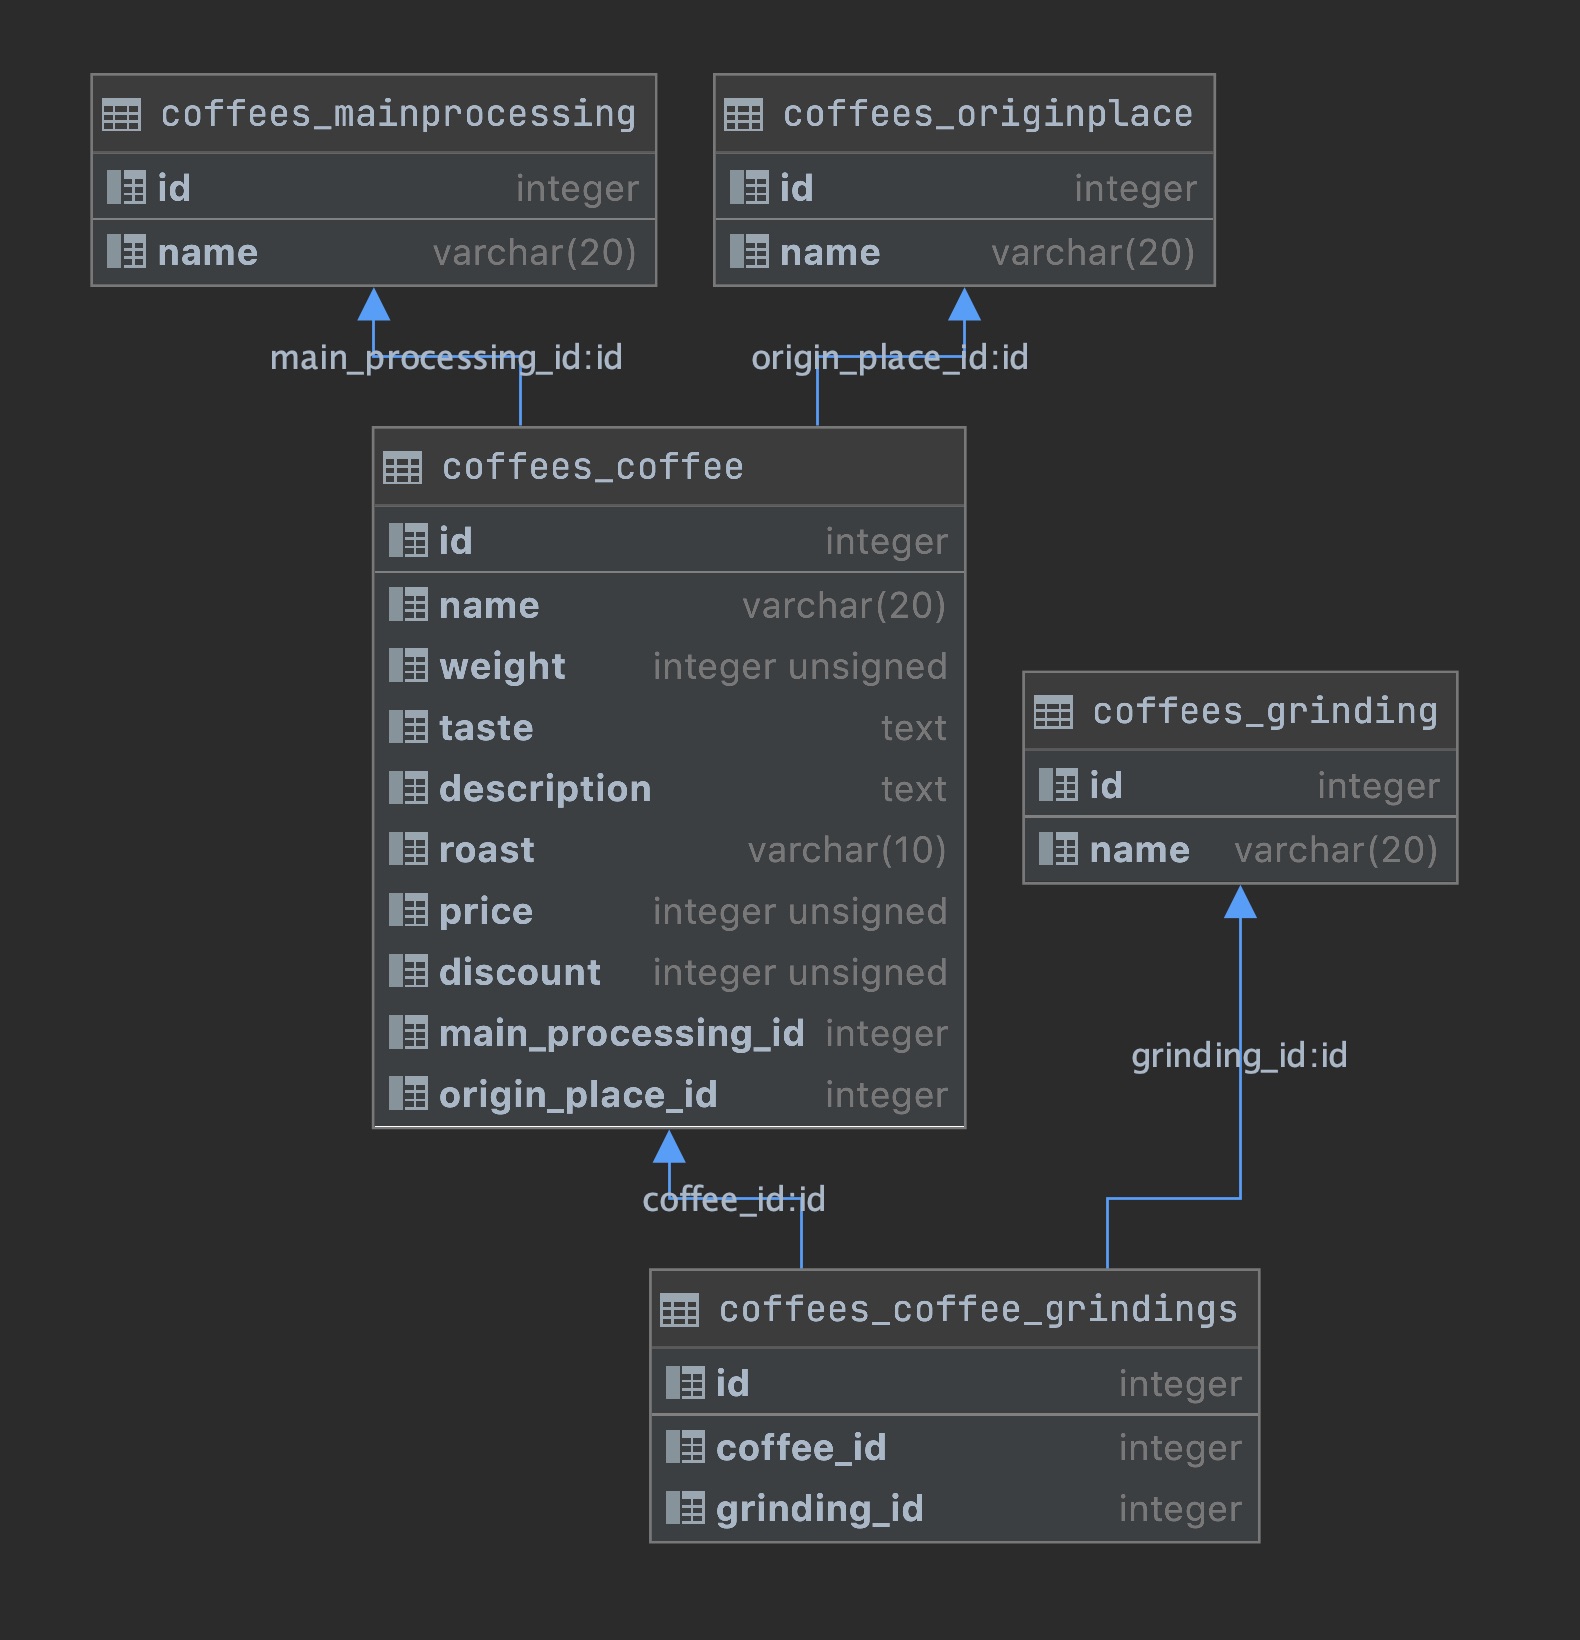 coffees_mainprocessing
id integer
name varchar(20)
coffees_originplace
id integer
name varchar(20)
main_processing_id:id
origin_place_id:id
coffees_coffee
id integer
name varchar(20)
weight integer unsigned
taste text
description text
roast varchar(10)
price integer unsigned
discount integer unsigned
main_processing_id integer
origin_place_id integer
coffees_grinding
id integer
name varchar(20)
grinding_id:id
coffee_id:id
coffees_coffee_grindings
id integer
coffee_id integer
grinding_id integer